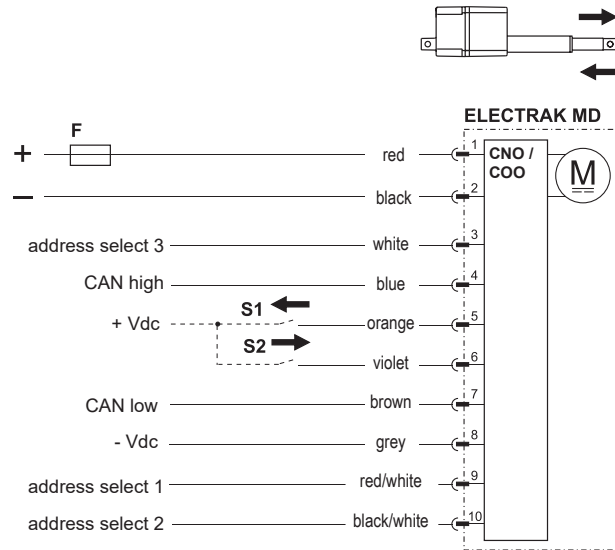 ELECTRAK MD
F
+ red 1 CNO /
COO
M
− black 2
address select 3 white 3
CAN high blue 4
S1
+ Vdc orange 5
S2
violet 6
CAN low brown 7
- Vdc grey 8
address select 1 red/white 9
address select 2 black/white 10